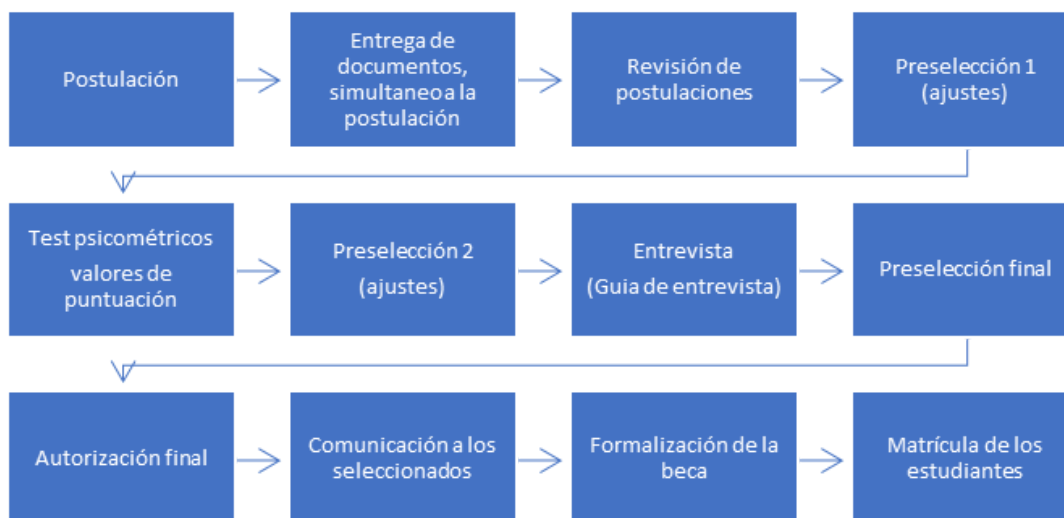 Postulación
Entrega de
documentos,
simultaneo a la
postulación
Revisión de
postulaciones
Preselección 1
(ajustes)
Test psicométricos
valores de
puntuación
Preselección 2
(ajustes)
Entrevista
(Guia de entrevista)
Preselección final
Autorización final
Comunicación a los
seleccionados
Formalización de la
beca
Matrícula de los
estudiantes